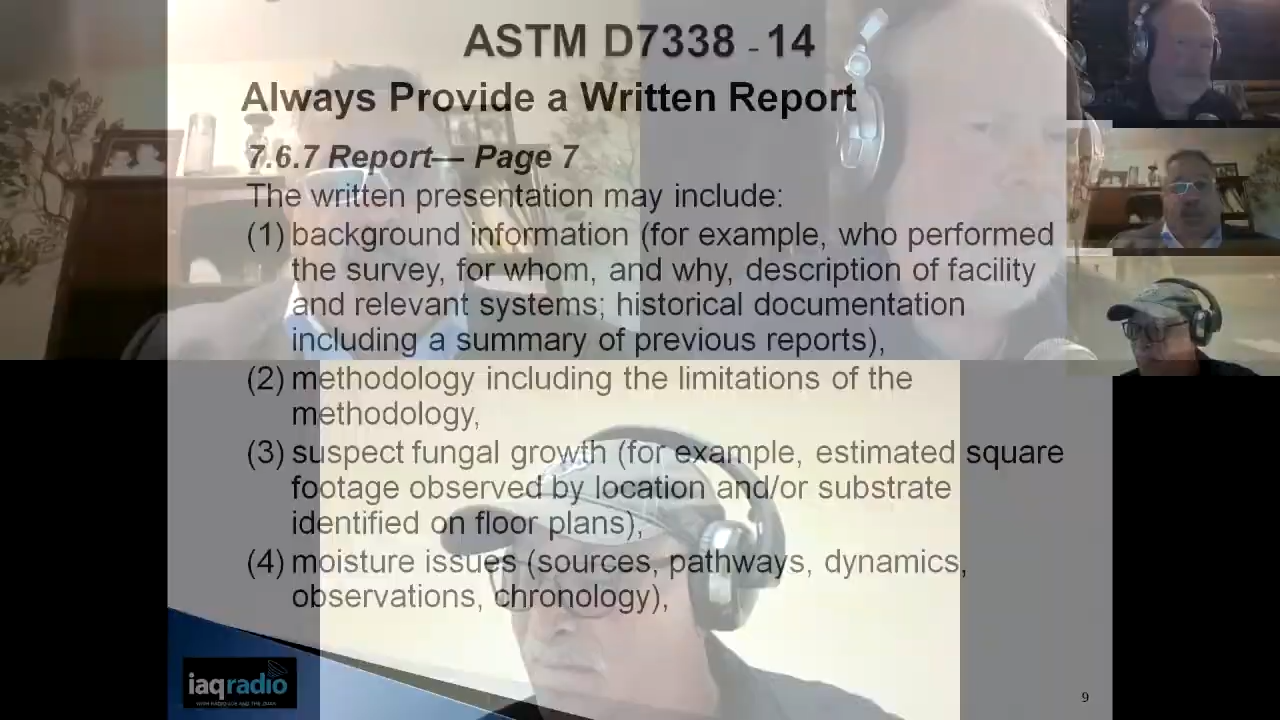 ASTM D7338 - 14
Always Provide a Written Report
7.6.7 Report— Page 7
The written presentation may include:
(1) background information (for example, who performed
the survey, for whom, and why, description of facility
and relevant systems; historical documentation
including a summary of previous reports),
(2) methodology including the limitations of the
methodology,
(3) suspect fungal growth (for example, estimated square
footage observed by location and/or substrate
identified on floor plans),
(4) moisture issues (sources, pathways, dynamics,
observations, chronology),
iaqradio
9